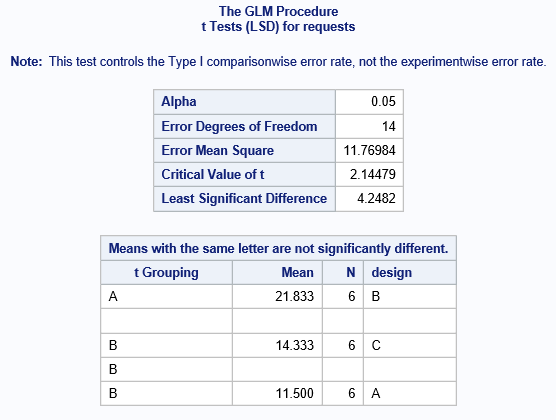 The GLM Procedure
t Tests (LSD) for requests
Note: This test controls the Type I comparisonwise error rate, not the experimentwise error rate.
Alpha 0.05
Error Degrees of Freedom 14
Error Mean Square 11.76984
Critical Value of t 2.14479
Least Significant Difference 4.2482
Means with the same letter are not significantly different.
t Grouping Mean N design
A 21.833 6 B
B 14.333 6 C
B
B 11.500 6 A